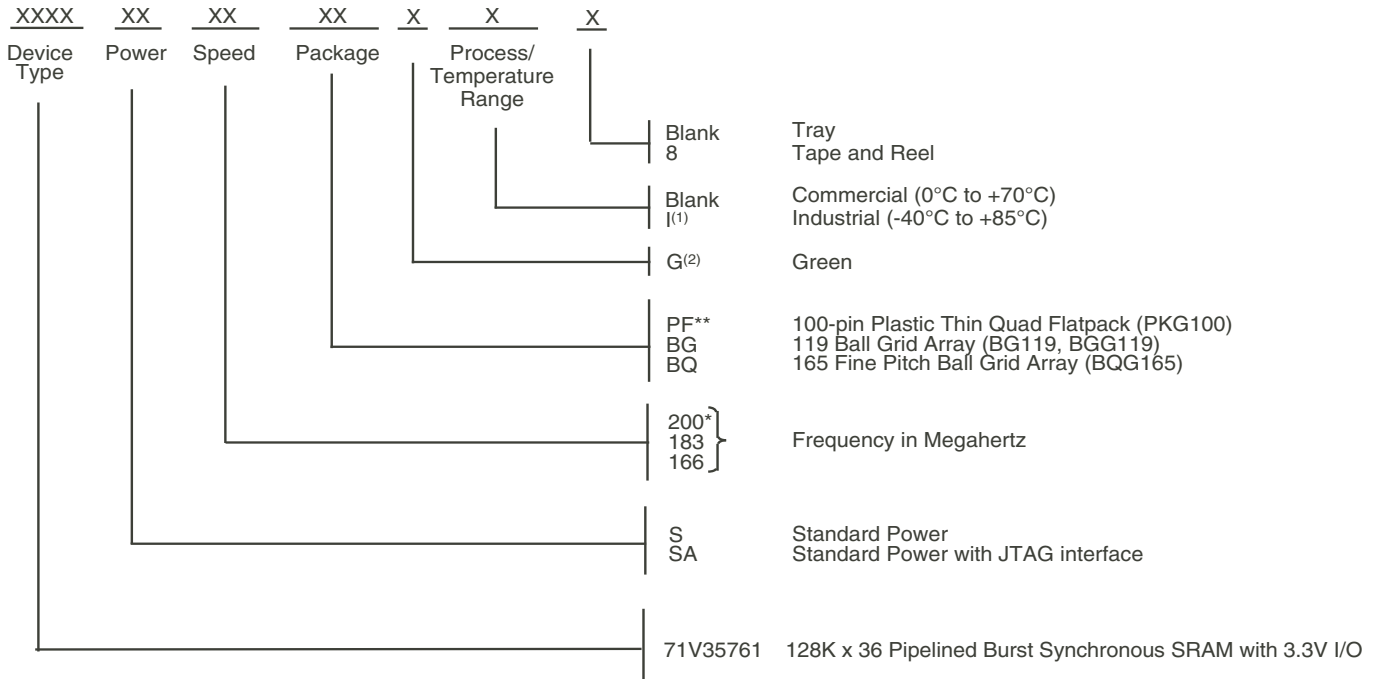 XXXX XX XX XX X X X
Device Type Power Speed Package Process/ Temperature Range
Blank Tray
8 Tape and Reel
Blank Commercial (0°C to +70°C)
I(1) Industrial (-40°C to +85°C)
G(2) Green
PF** 100-pin Plastic Thin Quad Flatpack (PKG100)
BG 119 Ball Grid Array (BG119, BGG119)
BQ 165 Fine Pitch Ball Grid Array (BQG165)
200*
183 Frequency in Megahertz
166
S Standard Power
SA Standard Power with JTAG interface
71V35761 128K x 36 Pipelined Burst Synchronous SRAM with 3.3V I/O